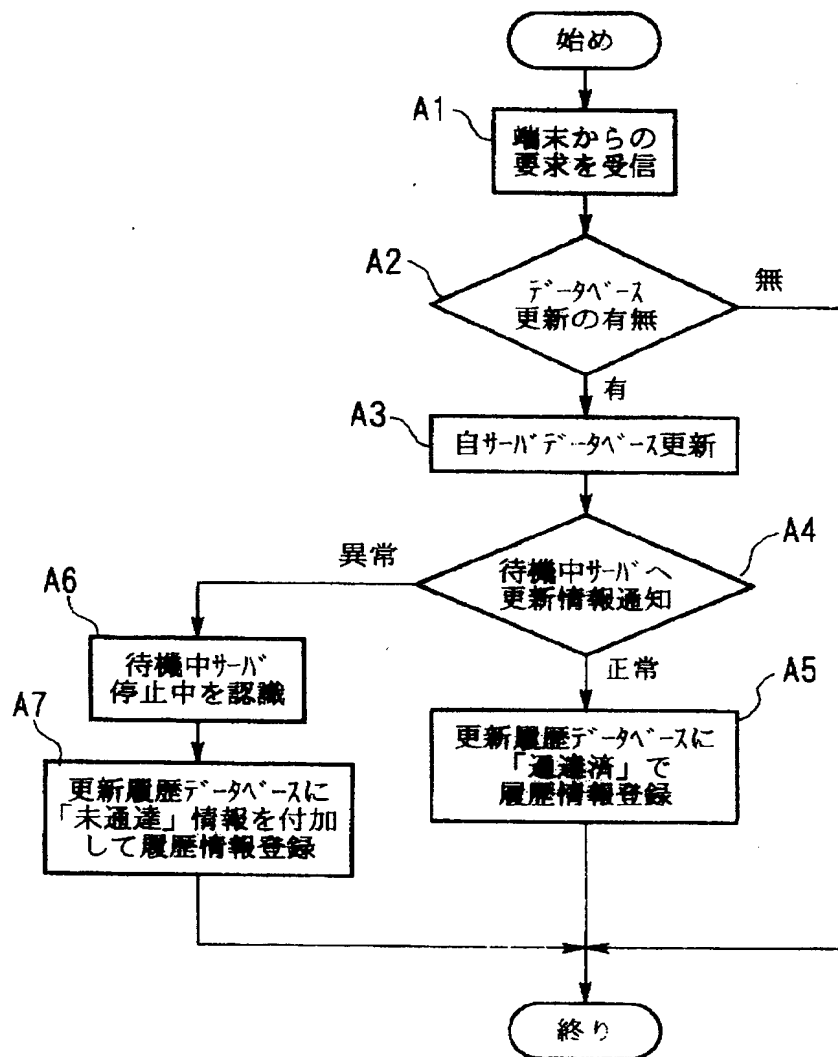 始め
A1
端末からの
要求を受信
A2
データベース
更新の有無
無
有
A3
自サーバデータベース更新
A4
待機中サーバへ
更新情報通知
異常
正常
A6
待機中サーバ
停止中を認識
A5
更新履歴データベースに
「通達済」で
履歴情報登録
A7
更新履歴データベースに
「未通達」情報を付加
して履歴情報登録
終り